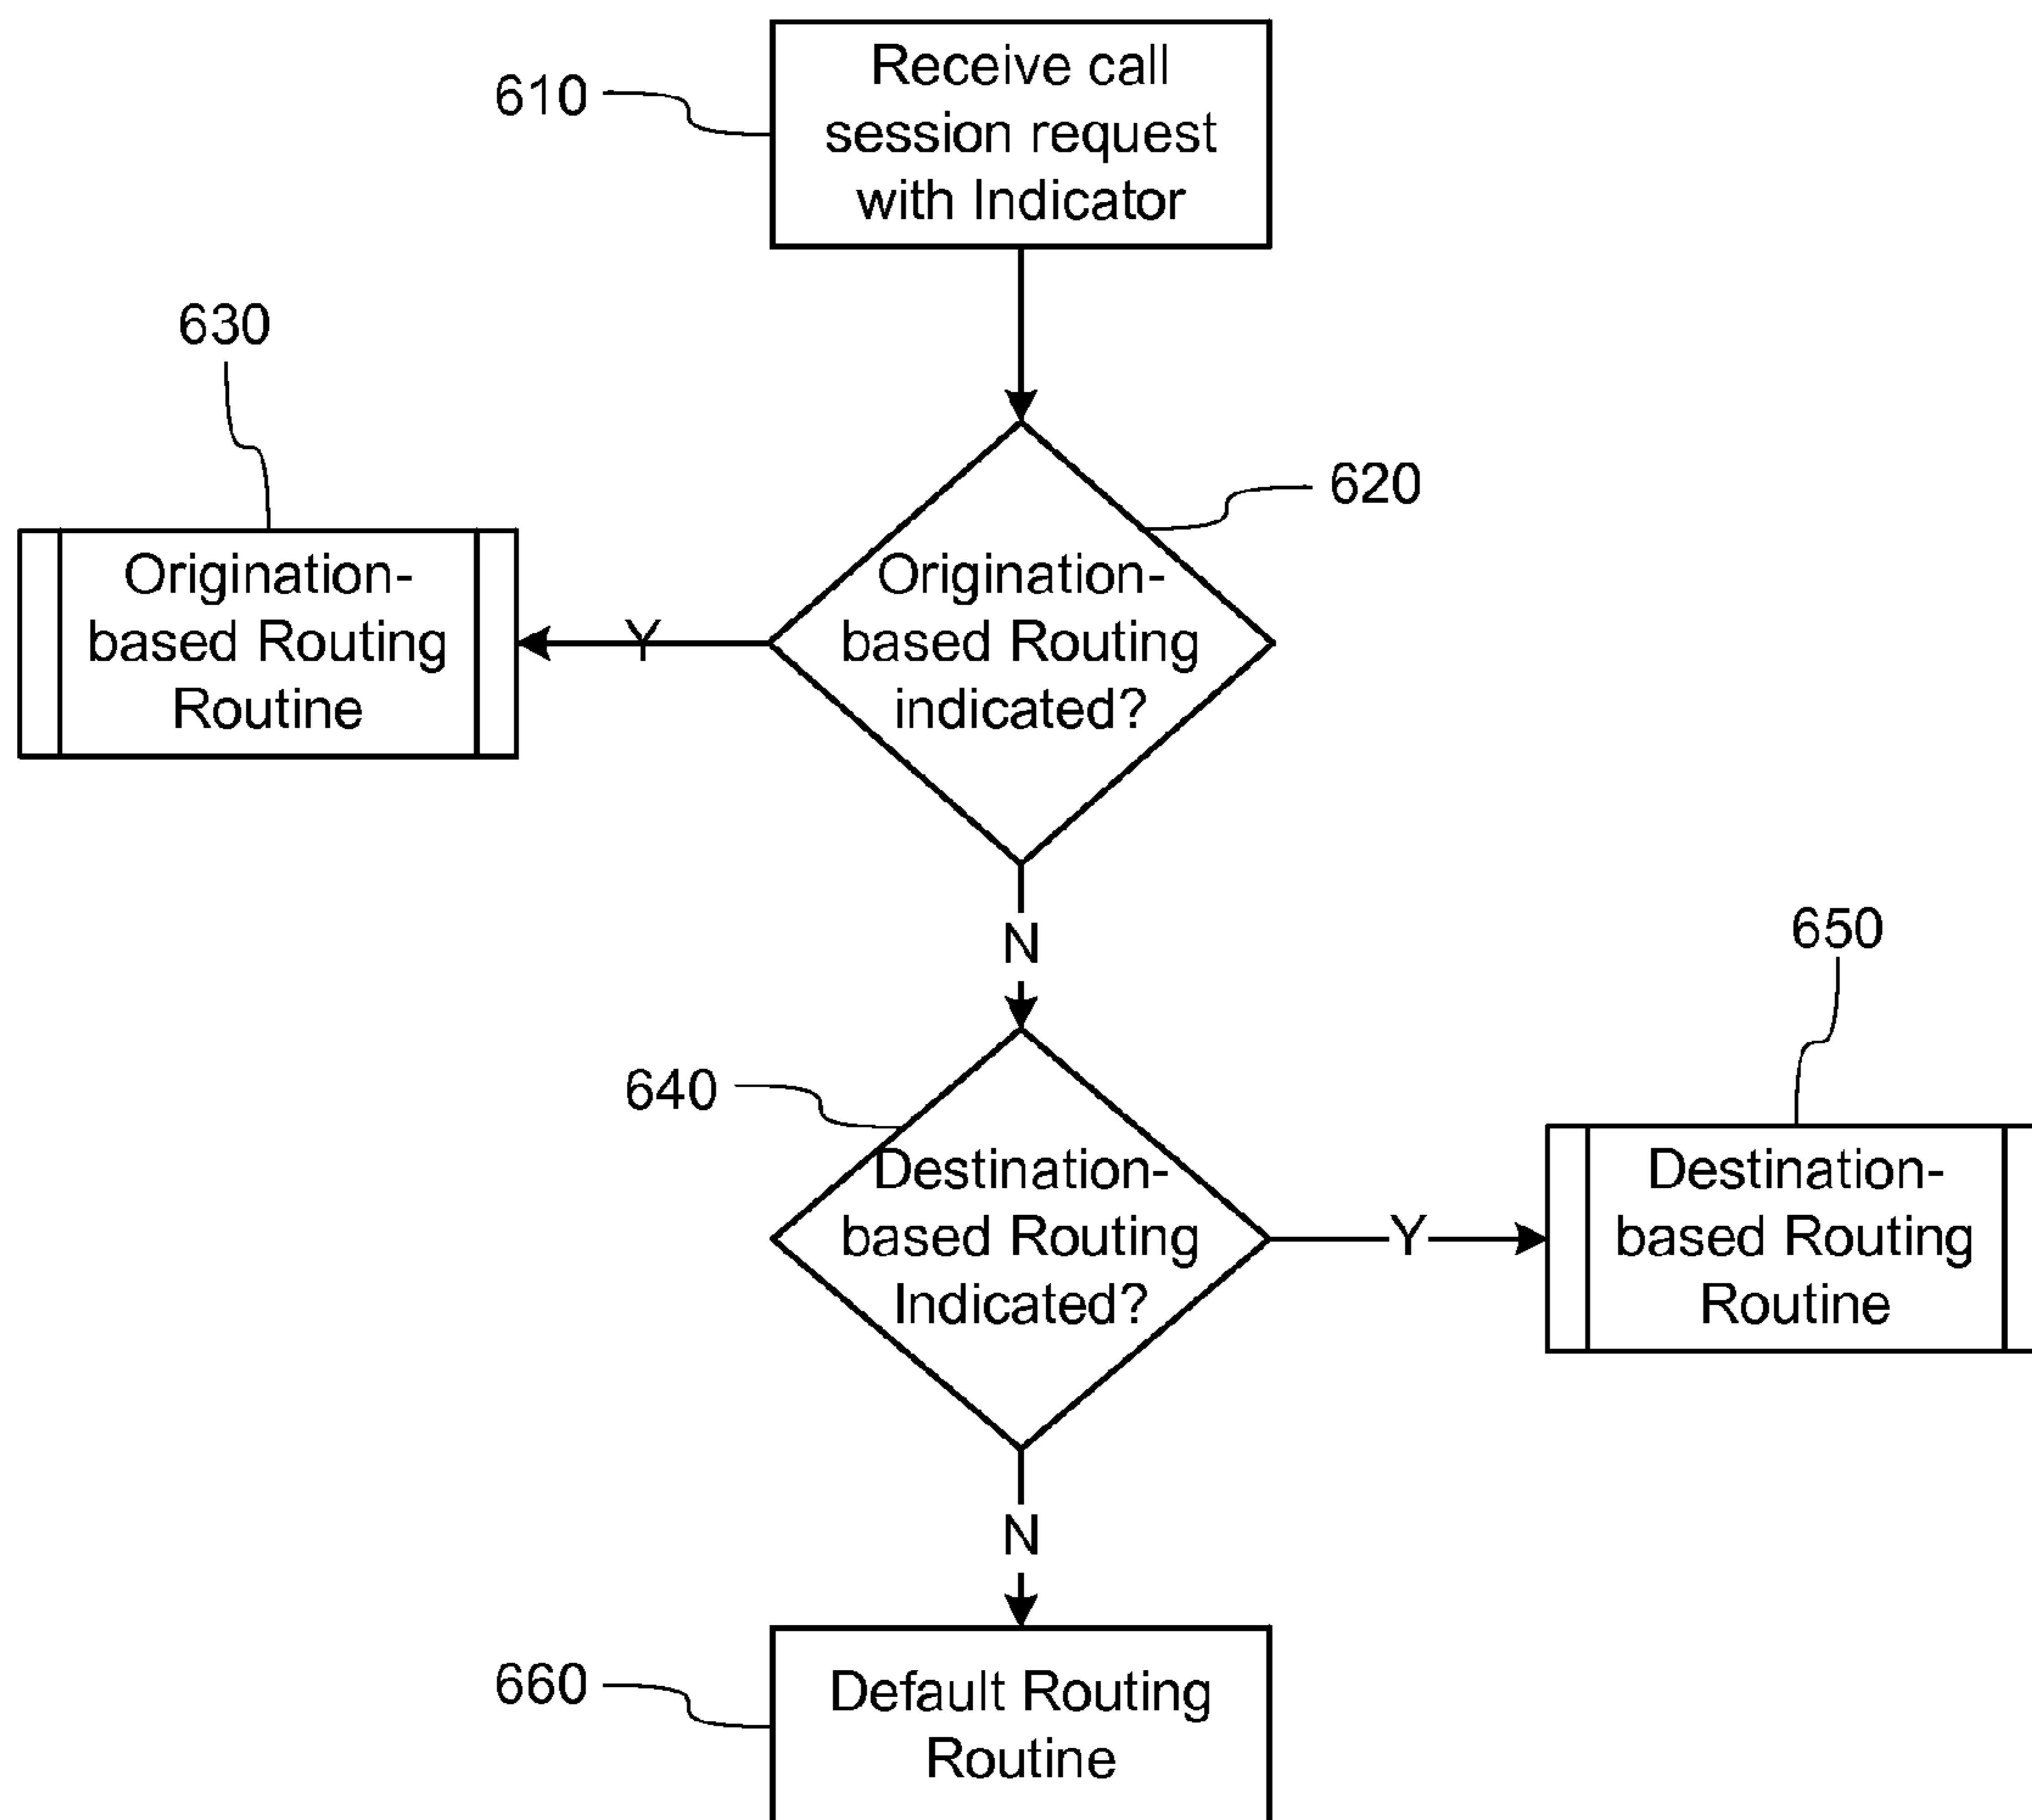 610
Receive call
session request
with Indicator
630
620
Origination-
based Routing
Routine
Y
Origination-
based Routing
indicated?
N
650
640
Destination-
based Routing
Indicated?
Y
Destination-
based Routing
Routine
N
660
Default Routing
Routine